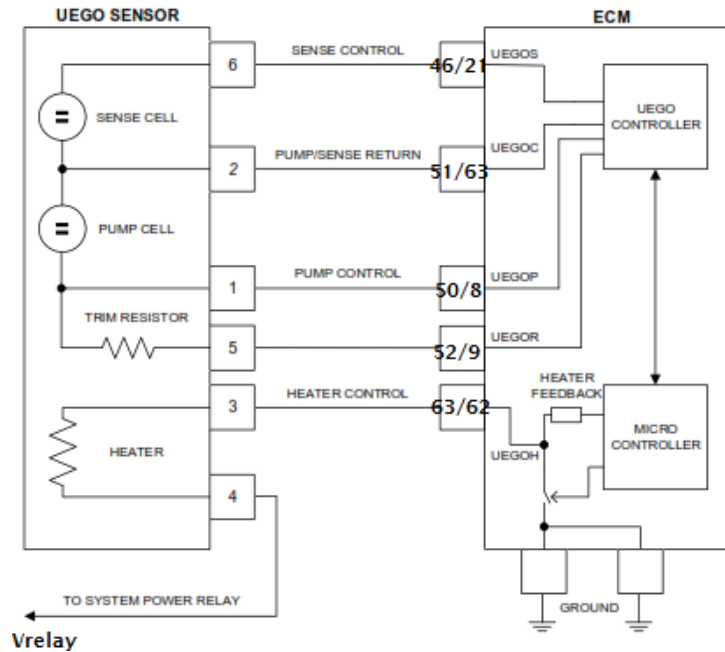 UEGO SENSOR
ECM
6
SENSE CONTROL
46/21
UEGOS
SENSE CELL
UEGO
CONTROLLER
2
PUMP/SENSE RETURN
51/63
UEGOC
PUMP CELL
1
PUMP CONTROL
50/8
UEGOP
TRIM RESISTOR
5
52/9
UEGOR
HEATER
FEEDBACK
3
HEATER CONTROL
63/62
UEGOH
MICRO
CONTROLLER
HEATER
4
TO SYSTEM POWER RELAY
GROUND
Vrelay